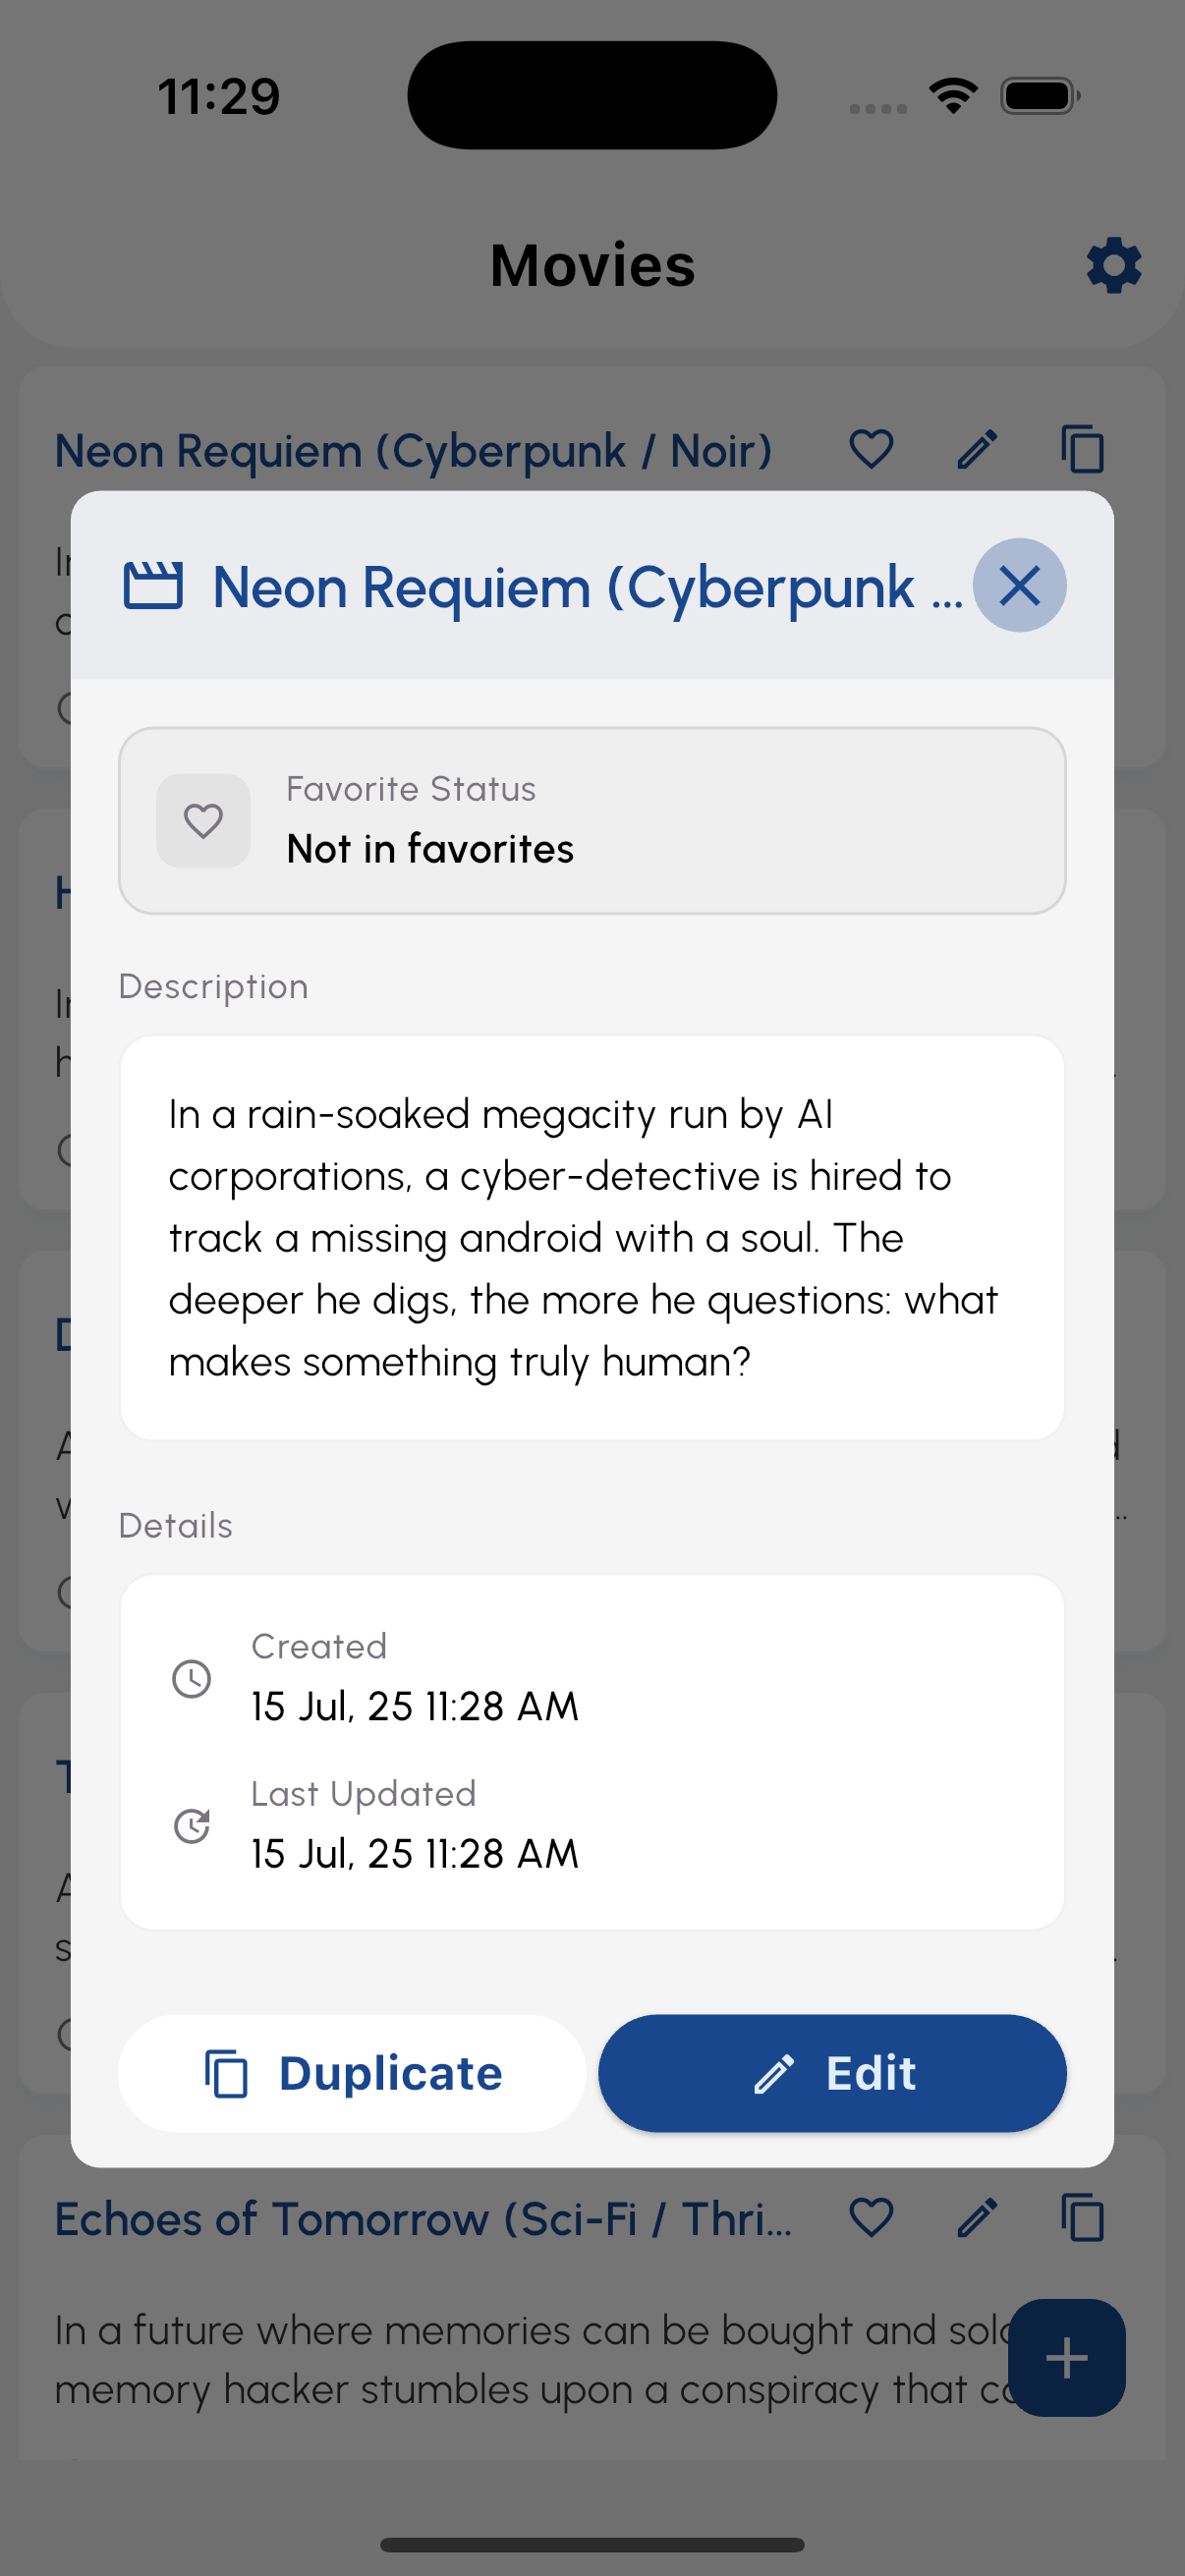 11:29
Movies
Neon Requiem (Cyberpunk / Noir)
Neon Requiem (Cyberpunk ...
Favorite Status
Not in favorites
Description
In a rain-soaked megacity run by AI
corporations, a cyber-detective is hired to
track a missing android with a soul. The
deeper he digs, the more he questions: what
makes something truly human?
Details
Created
15 Jul, 25 11:28 AM
Last Updated
15 Jul, 25 11:28 AM
Duplicate
Edit
Echoes of Tomorrow (Sci-Fi / Thri...
In a future where memories can be bought and
memory hacker stumbles upon a conspiracy that